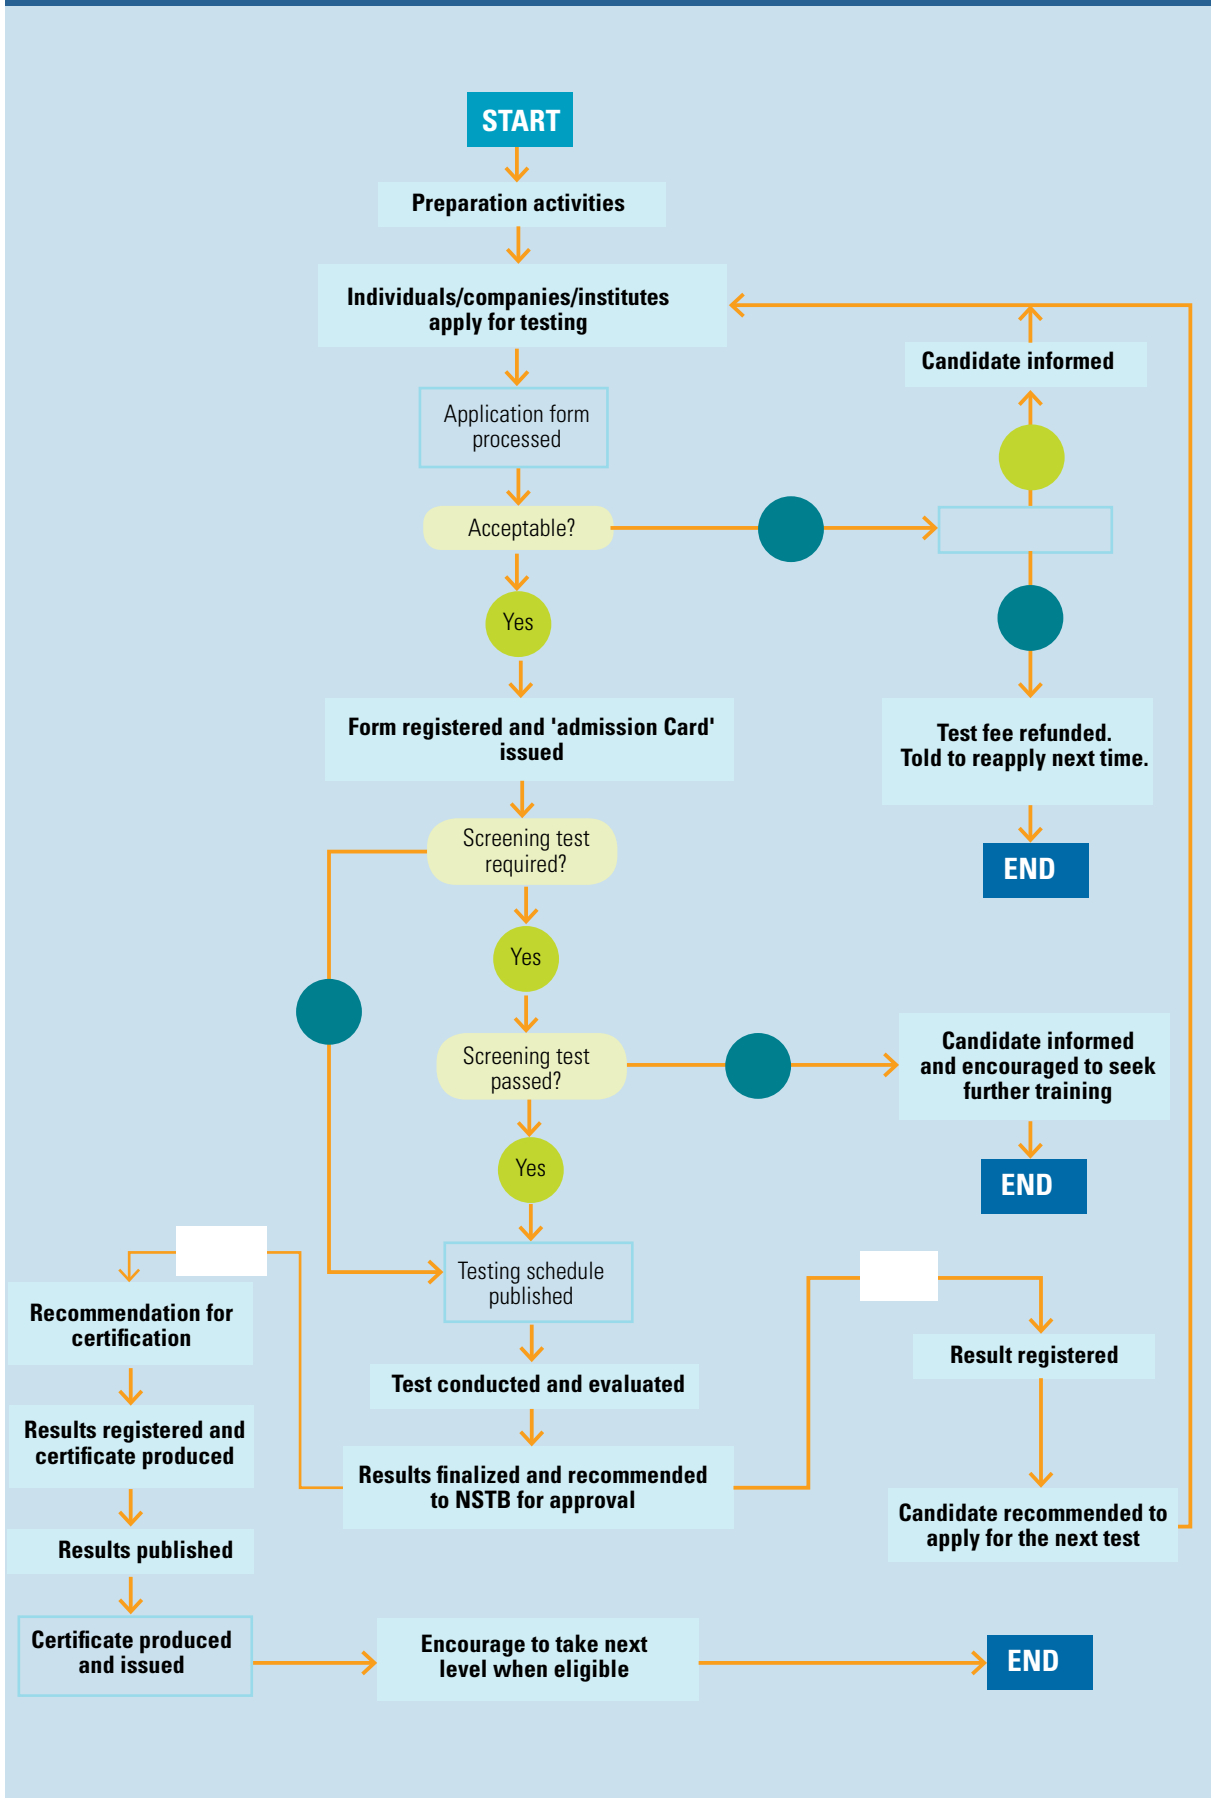 START
Preparation activities
Individuals/companies/institutes
apply for testing
Candidate informed
Application form
processed
Acceptable?
Yes
Form registered and 'admission Card'
issued
Test fee refunded.
Told to reapply next time.
Screening test
required?
END
Yes
Screening test
passed?
Candidate informed
and encouraged to seek
further training
Yes
END
Testing schedule
published
Recommendation for
certification
Result registered
Test conducted and evaluated
Results registered and
certificate produced
Results finalized and recommended
to NSTB for approval
Candidate recommended to
apply for the next test
Results published
Certificate produced
and issued
Encourage to take next
level when eligible
END